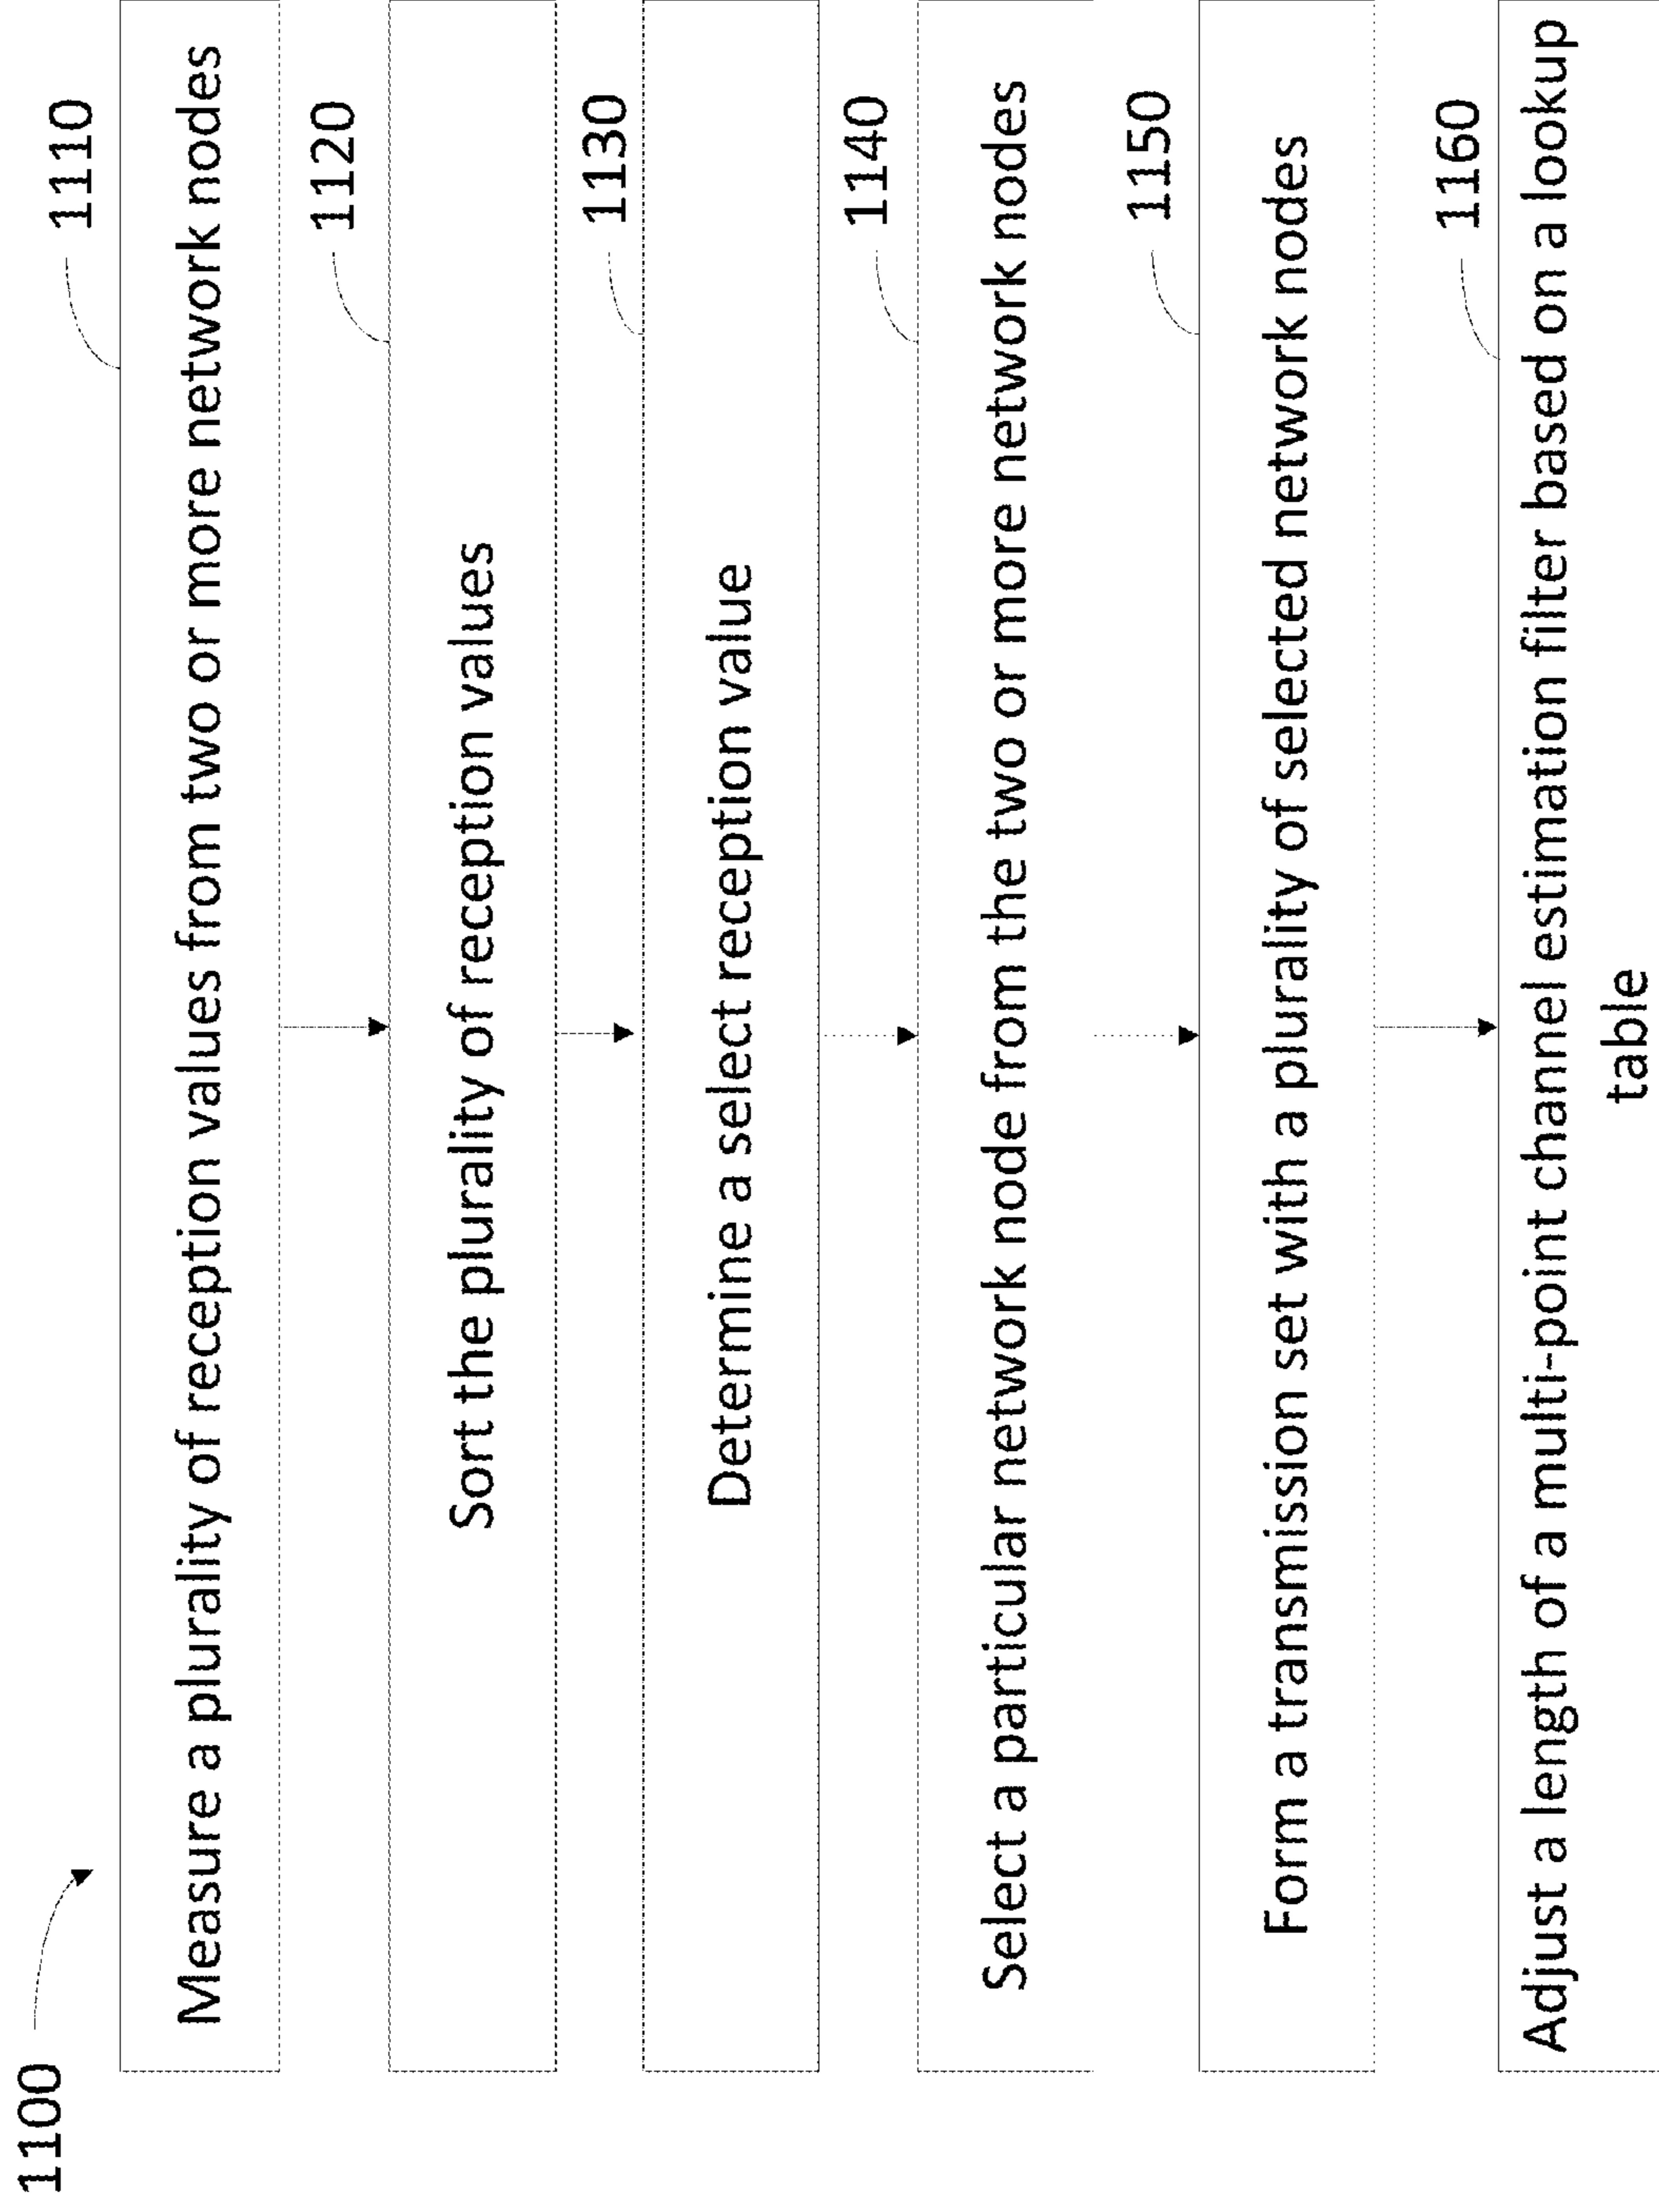 1100
1110
Measure a plurality of reception values from two or more network nodes
1120
Sort the plurality of reception values
1130
Determine a select reception value
1140
Select a particular network node from the two or more network nodes
1150
Form a transmission set with a plurality of selected network nodes
1160
Adjust a length of a multi-point channel estimation filter based on a lookup
table